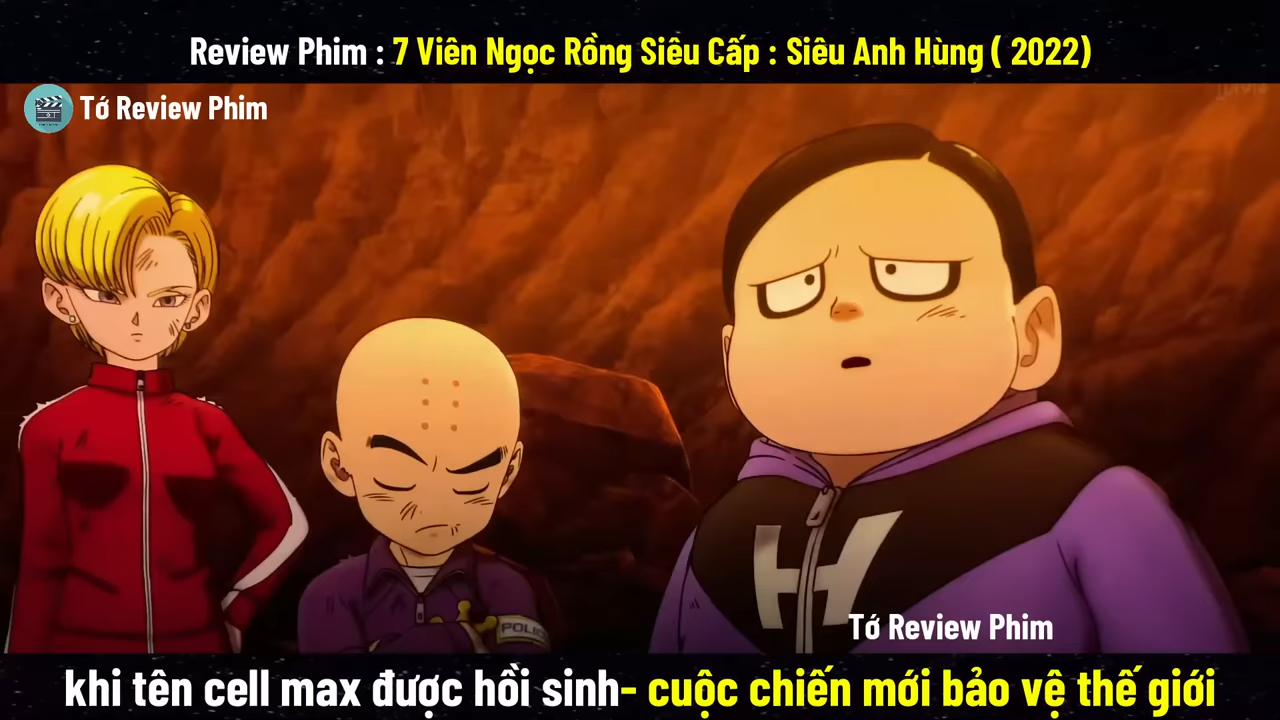 Review Phim : 7 Viên Ngọc Rồng Siêu Cấp : Siêu Anh Hùng ( 2022)
Tớ Review Phim
H
POLIC
Tớ Review Phim
khi tên cell max được hồi sinh- cuộc chiến mới bảo vệ thế giới